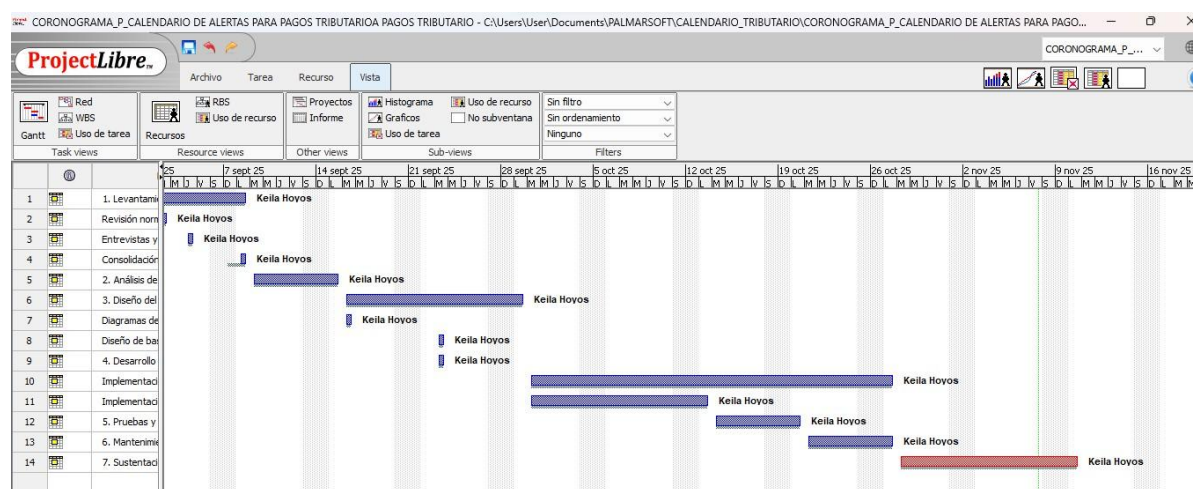 CORONOGRAMA_P_CALENDARIO DE ALERTAS PARA PAGOS TRIBUTARIOA PAGOS TRIBUTARIO - C:\Users\User\Documents\PALMARSOFT\CALENDARIO_TRIBUTARIO\CORONOGRAMA_P_CALENDARIO DE ALERTAS PARA PAGO...
ProjectLibre
CORONOGRAMA_P_...
Archivo Tarea Recurso Vista
Red RBS Proyectos Histograma Uso de recurso Sin filtro
WBS Uso de recurso Informe Graficos No subventana Sin ordenamiento
Gantt Uso de tarea Recursos Uso de tarea Ninguno
Task views Resource views Other views Sub-views Filters
25 7 sept 25 14 sept 25 21 sept 25 28 sept 25 5 oct 25 12 oct 25 19 oct 25 26 oct 25 2 nov 25 9 nov 25 16 nov 25
1 1. Levantami Keila Hoyos
2 Revisión norn Keila Hoyos
3 Entrevistas y Keila Hoyos
4 Consolidación Keila Hoyos
5 2. Análisis de Keila Hoyos
6 3. Diseño del Keila Hoyos
7 Diagramas de Keila Hoyos
8 Diseño de ba Keila Hoyos
9 4. Desarrollo Keila Hoyos
10 Implementaci Keila Hoyos
11 Implementaci Keila Hoyos
12 5. Pruebas y Keila Hoyos
13 6. Mantenimie Keila Hoyos
14 7. Sustentaci Keila Hoyos